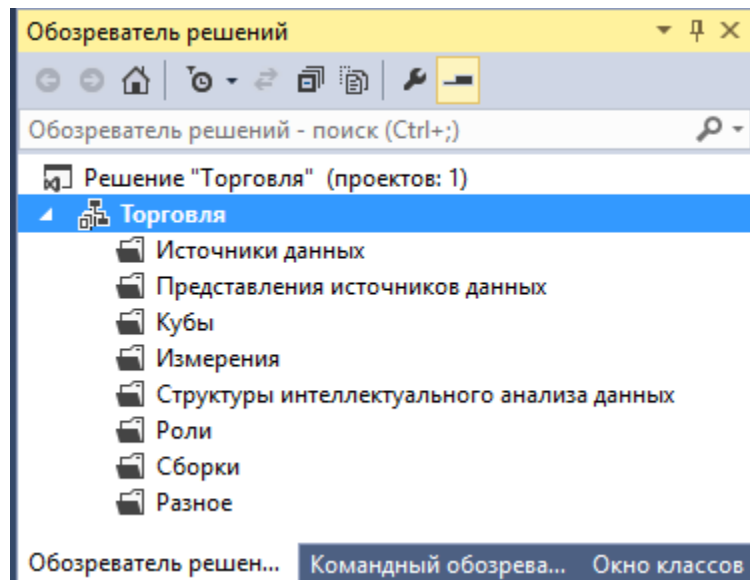 Обозреватель решений
Обозреватель решений - поиск (Ctrl+;)
Решение "Торговля" (проектов: 1)
Торговля
Источники данных
Представления источников данных
Кубы
Измерения
Структуры интеллектуального анализа данных
Роли
Сборки
Разное
Обозреватель решен... Командный обозрева... Окно классов